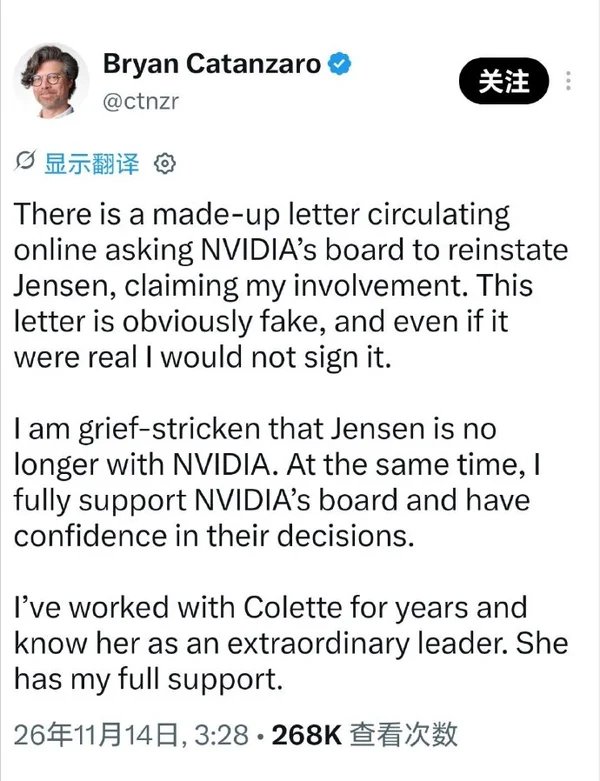 Bryan Catanzaro
@ctnzr
关注
显示翻译
There is a made-up letter circulating
online asking NVIDIA’s board to reinstate
Jensen, claiming my involvement. This
letter is obviously fake, and even if it
were real I would not sign it.
I am grief-stricken that Jensen is no
longer with NVIDIA. At the same time, I
fully support NVIDIA’s board and have
confidence in their decisions.
I’ve worked with Colette for years and
know her as an extraordinary leader. She
has my full support.
26年11月14日, 3:28 • 268K 查看次数